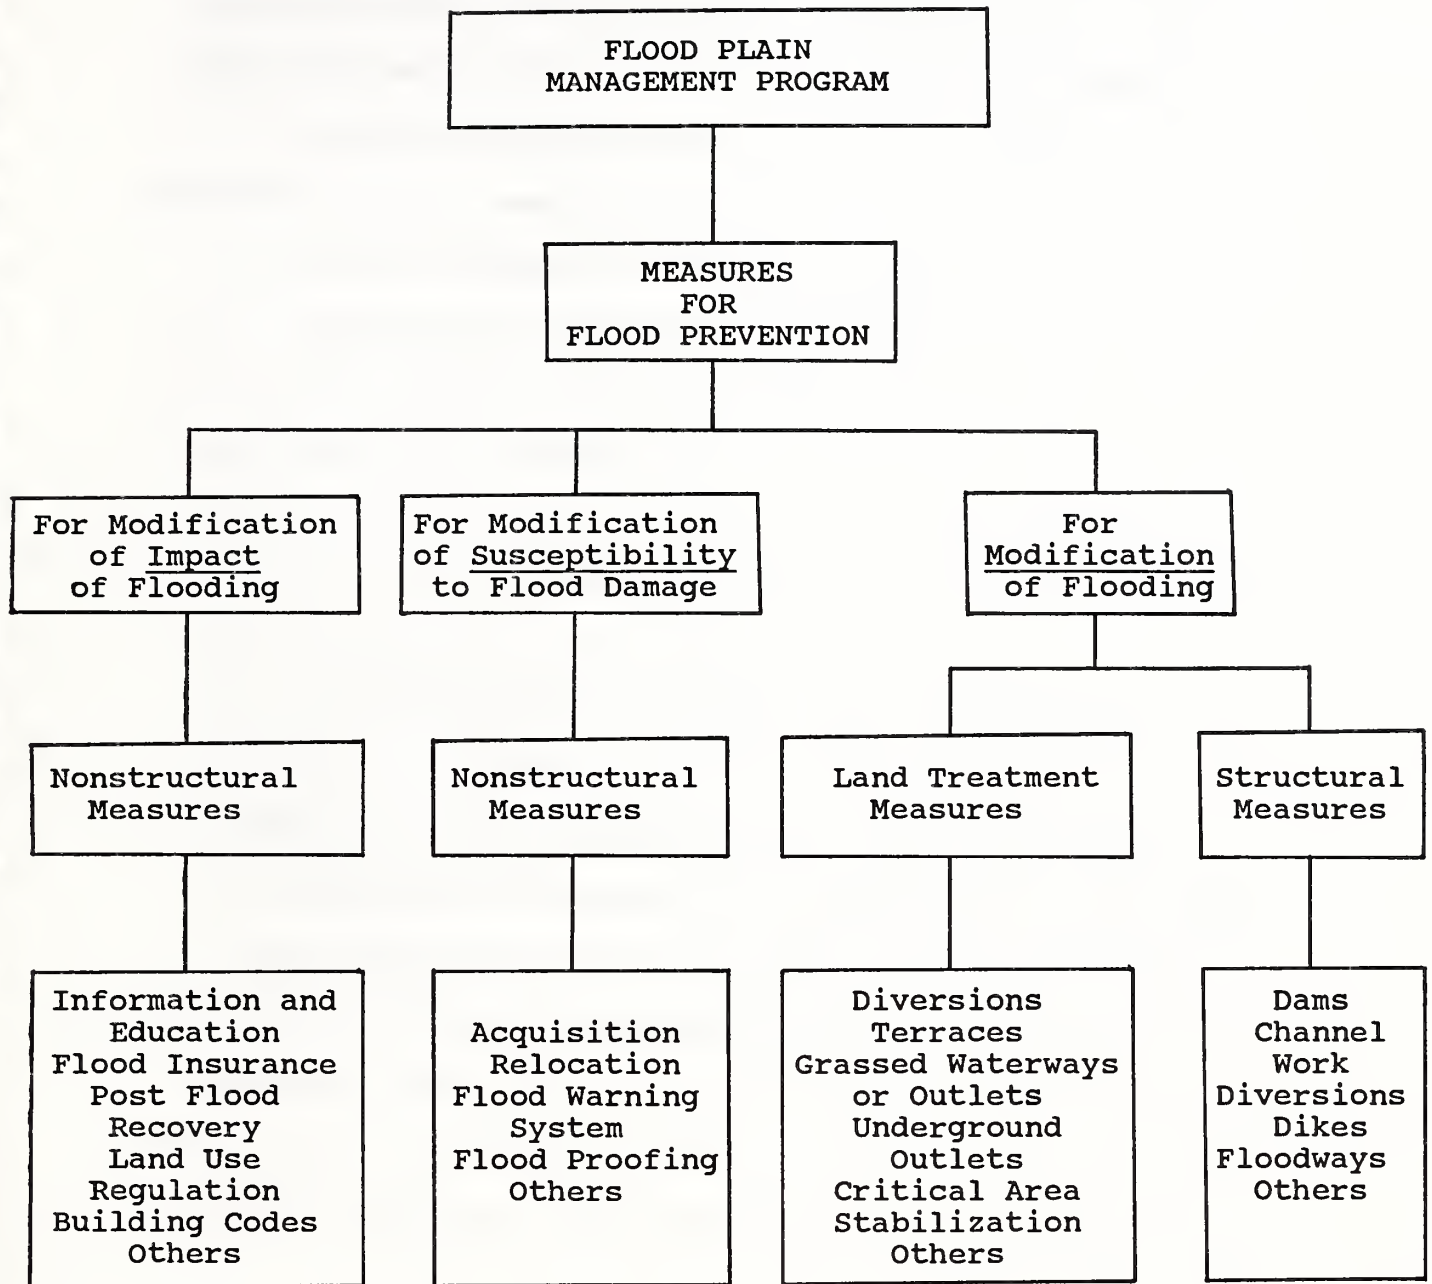 FLOOD PLAIN
MANAGEMENT PROGRAM
MEASURES
FOR
FLOOD PREVENTION
For Modification
of Impact
of Flooding
For Modification
of Susceptibility
to Flood Damage
For
Modification
of Flooding
Nonstructural
Measures
Nonstructural
Measures
Land Treatment
Measures
Structural
Measures
Information and
Education
Flood Insurance
Post Flood
Recovery
Land Use
Regulation
Building Codes
Others
Acquisition
Relocation
Flood Warning
System
Flood Proofing
Others
Diversions
Terraces
Grassed Waterways
or Outlets
Underground
Outlets
Critical Area
Stabilization
Others
Dams
Channel
Work
Diversions
Dikes
Floodways
Others